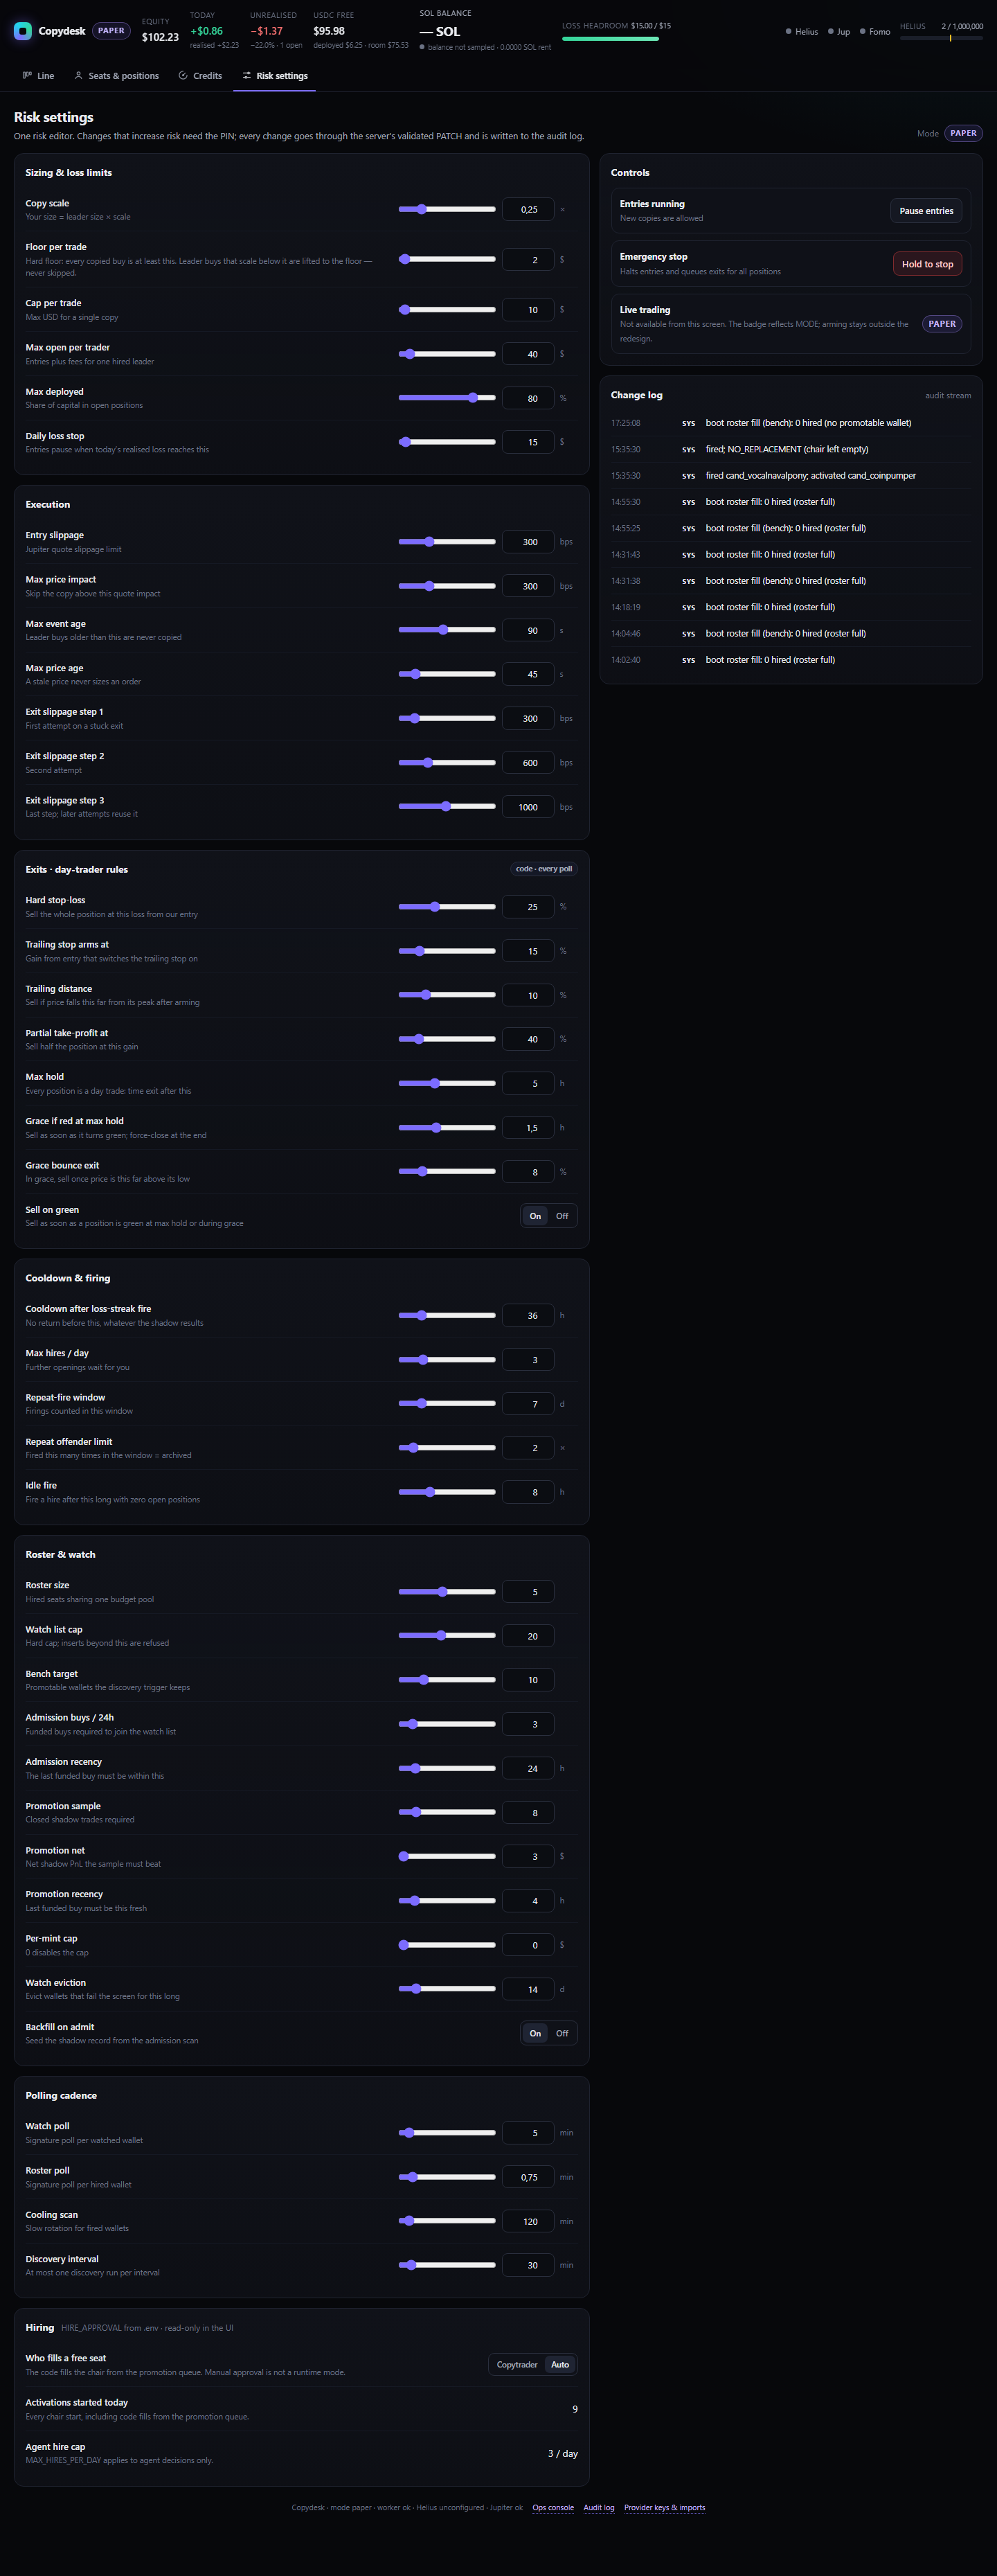 Copydesk PAPER
EQUITY
$102.23
TODAY
+$0.86
realised +$2.23
UNREALISED
−$1.37
−22.0% · 1 open
USDC FREE
$95.98
deployed $6.25 · room $75.53
SOL BALANCE
— SOL
balance not sampled · 0.0000 SOL rent
LOSS HEADROOM $15.00 / $15
Helius Jup Fomo
HELIUS 2 / 1,000,000
Line Seats & positions Credits Risk settings
Risk settings
One risk editor. Changes that increase risk need the PIN; every change goes through the server's validated PATCH and is written to the audit log.
Mode PAPER
Sizing & loss limits
Copy scale
Your size = leader size × scale
0,25 ×
Floor per trade
Hard floor: every copied buy is at least this. Leader buys that scale below it are lifted to the floor —
never skipped.
2 $
Cap per trade
Max USD for a single copy
10 $
Max open per trader
Entries plus fees for one hired leader
40 $
Max deployed
Share of capital in open positions
80 %
Daily loss stop
Entries pause when today's realised loss reaches this
15 $
Execution
Entry slippage
Jupiter quote slippage limit
300 bps
Max price impact
Skip the copy above this quote impact
300 bps
Max event age
Leader buys older than this are never copied
90 s
Max price age
A stale price never sizes an order
45 s
Exit slippage step 1
First attempt on a stuck exit
300 bps
Exit slippage step 2
Second attempt
600 bps
Exit slippage step 3
Last step; later attempts reuse it
1000 bps
Exits · day-trader rules
code · every poll
Hard stop-loss
Sell the whole position at this loss from our entry
25 %
Trailing stop arms at
Gain from entry that switches the trailing stop on
15 %
Trailing distance
Sell if price falls this far from its peak after arming
10 %
Partial take-profit at
Sell half the position at this gain
40 %
Max hold
Every position is a day trade: time exit after this
5 h
Grace if red at max hold
Sell as soon as it turns green; force-close at the end
1,5 h
Grace bounce exit
In grace, sell once price is this far above its low
8 %
Sell on green
Sell as soon as a position is green at max hold or during grace
On Off
Cooldown & firing
Cooldown after loss-streak fire
No return before this, whatever the shadow results
36 h
Max hires / day
Further openings wait for you
3
Repeat-fire window
Firings counted in this window
7 d
Repeat offender limit
Fired this many times in the window = archived
2 ×
Idle fire
Fire a hire after this long with zero open positions
8 h
Roster & watch
Roster size
Hired seats sharing one budget pool
5
Watch list cap
Hard cap; inserts beyond this are refused
20
Bench target
Promotable wallets the discovery trigger keeps
10
Admission buys / 24h
Funded buys required to join the watch list
3
Admission recency
The last funded buy must be within this
24 h
Promotion sample
Closed shadow trades required
8
Promotion net
Net shadow PnL the sample must beat
3 $
Promotion recency
Last funded buy must be this fresh
4 h
Per-mint cap
0 disables the cap
0 $
Watch eviction
Evict wallets that fail the screen for this long
14 d
Backfill on admit
Seed the shadow record from the admission scan
On Off
Polling cadence
Watch poll
Signature poll per watched wallet
5 min
Roster poll
Signature poll per hired wallet
0,75 min
Cooling scan
Slow rotation for fired wallets
120 min
Discovery interval
At most one discovery run per interval
30 min
Hiring HIRE_APPROVAL from .env · read-only in the UI
Who fills a free seat
The code fills the chair from the promotion queue. Manual approval is not a runtime mode.
Copytrader Auto
Activations started today
Every chair start, including code fills from the promotion queue.
9
Agent hire cap
MAX_HIRES_PER_DAY applies to agent decisions only.
3 / day
Controls
Entries running
New copies are allowed
Pause entries
Emergency stop
Halts entries and queues exits for all positions
Hold to stop
Live trading
Not available from this screen. The badge reflects MODE; arming stays outside the
redesign.
PAPER
Change log audit stream
17:25:08 SYS boot roster fill (bench): 0 hired (no promotable wallet)
15:35:30 SYS fired; NO_REPLACEMENT (chair left empty)
15:35:30 SYS fired cand_vocalnavalpony; activated cand_coinpumper
14:55:30 SYS boot roster fill: 0 hired (roster full)
14:55:25 SYS boot roster fill (bench): 0 hired (roster full)
14:31:43 SYS boot roster fill: 0 hired (roster full)
14:31:38 SYS boot roster fill (bench): 0 hired (roster full)
14:18:19 SYS boot roster fill: 0 hired (roster full)
14:04:46 SYS boot roster fill (bench): 0 hired (roster full)
14:02:40 SYS boot roster fill: 0 hired (roster full)
Copydesk · mode paper · worker ok · Helius unconfigured · Jupiter ok Ops console Audit log Provider keys & imports